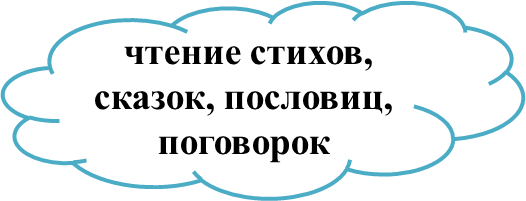 чтение стихов,
сказок, пословиц,
поговорок